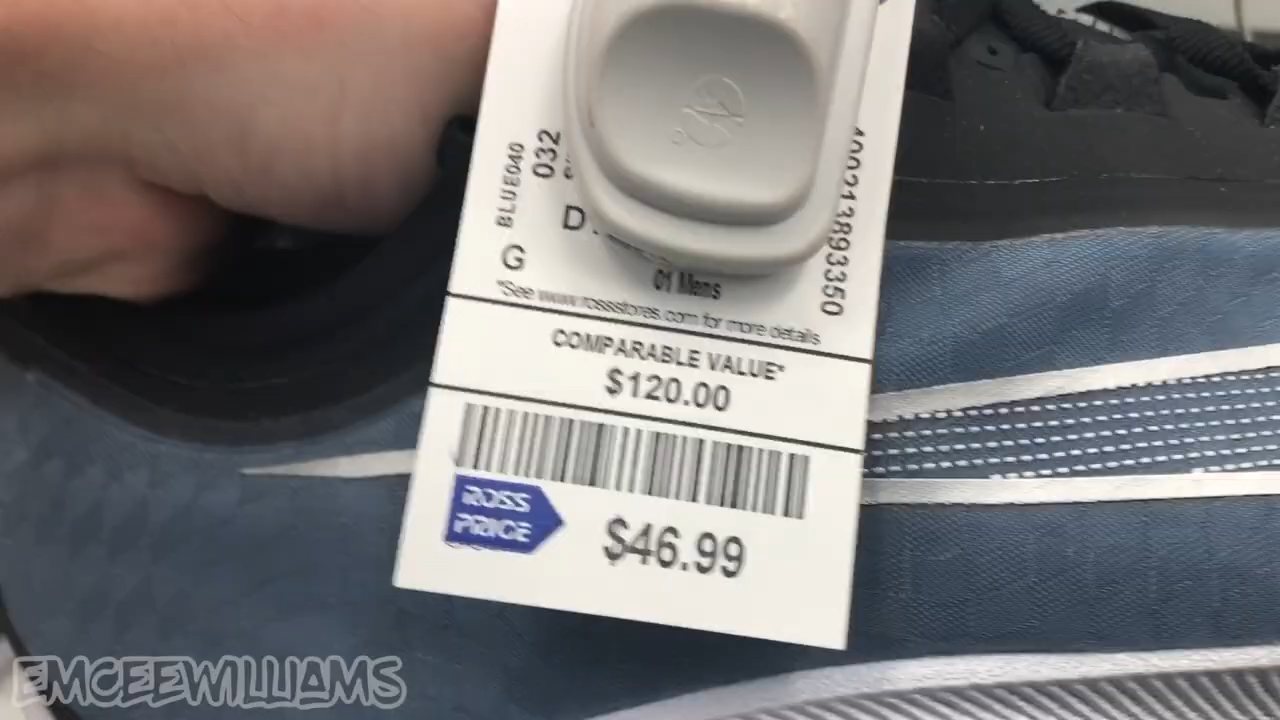 BLUE040
032
D
G
400213893350
01 Mens
*See www.rossstores.com for more details
COMPARABLE VALUE*
$120.00
ROSS
PRICE
$46.99
EMCEEWILLIAMS